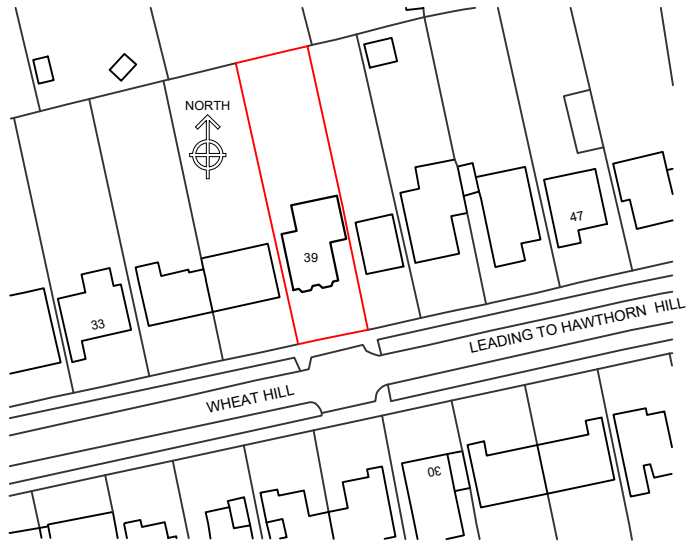 NORTH
47
39
LEADING TO HAWTHORN HILL
33
WHEAT HILL
30